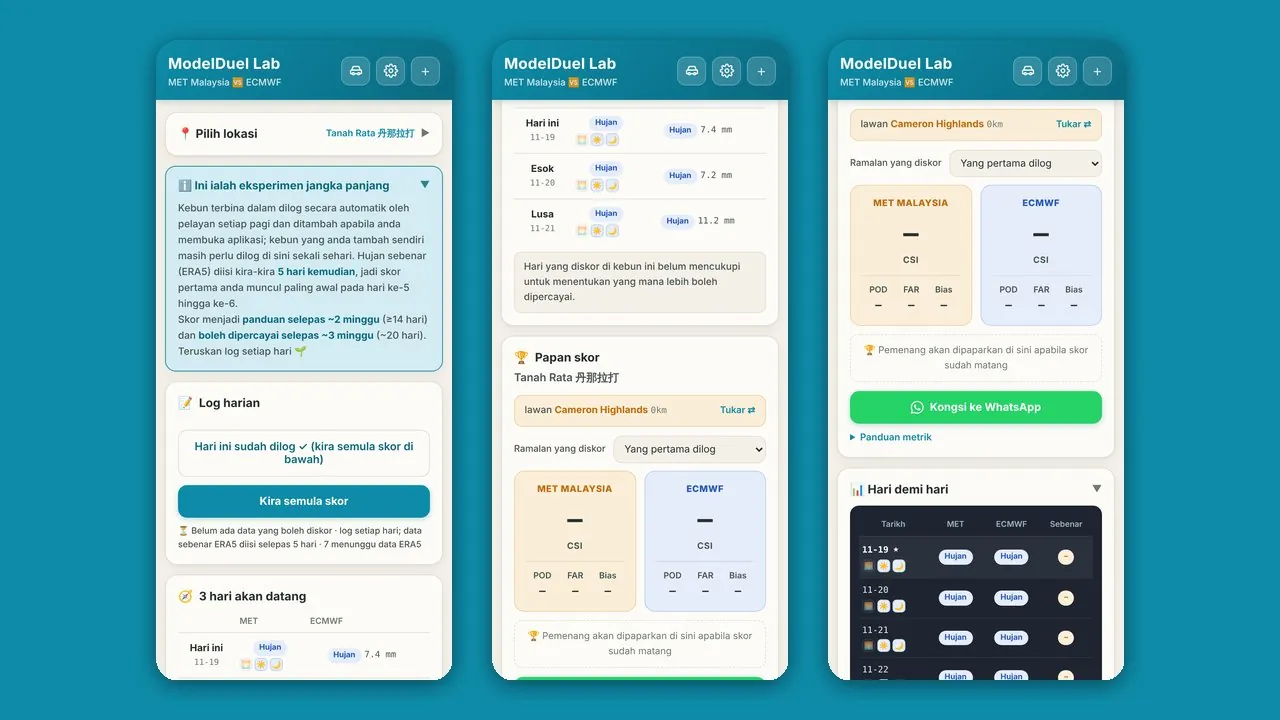 ModelDuel Lab
MET Malaysia 🆚 ECMWF
+
📍 Pilih lokasi
Tanah Rata 丹那拉打 ▶
ℹ️ Ini ialah eksperimen jangka panjang ▼
Kebun terbina dalam dilog secara automatik oleh
pelayan setiap pagi dan ditambah apabila anda
membuka aplikasi; kebun yang anda tambah sendiri
masih perlu dilog di sini sekali sehari. Hujan sebenar
(ERA5) diisi kira-kira 5 hari kemudian, jadi skor
pertama anda muncul paling awal pada hari ke-5
hingga ke-6.
Skor menjadi panduan selepas ~2 minggu (≥14 hari)
dan boleh dipercayai selepas ~3 minggu (~20 hari).
Teruskan log setiap hari 🌱
📝 Log harian
Hari ini sudah dilog ✓ (kira semula skor di
bawah)
Kira semula skor
⏳ Belum ada data yang boleh diskor · log setiap hari; data
sebenar ERA5 diisi selepas 5 hari · 7 menunggu data ERA5
🧭 3 hari akan datang
MET ECMWF
Hari ini Hujan
11-19 Hujan 7.4 mm
ModelDuel Lab
MET Malaysia 🆚 ECMWF
+
Hari ini Hujan
11-19 Hujan 7.4 mm
Esok Hujan
11-20 Hujan 7.2 mm
Lusa Hujan
11-21 Hujan 11.2 mm
Hari yang diskor di kebun ini belum mencukupi
untuk menentukan yang mana lebih boleh
dipercayai.
🏆 Papan skor
Tanah Rata 丹那拉打
lawan Cameron Highlands 0km Tukar ⇄
Ramalan yang diskor Yang pertama dilog
MET MALAYSIA ECMWF
— —
CSI CSI
POD FAR Bias POD FAR Bias
– – – – – –
🏆 Pemenang akan dipaparkan di sini apabila skor
sudah matang
ModelDuel Lab
MET Malaysia 🆚 ECMWF
+
lawan Cameron Highlands 0km Tukar ⇄
Ramalan yang diskor Yang pertama dilog
MET MALAYSIA ECMWF
— —
CSI CSI
POD FAR Bias POD FAR Bias
– – – – – –
🏆 Pemenang akan dipaparkan di sini apabila skor
sudah matang
Kongsi ke WhatsApp
▶ Panduan metrik
📊 Hari demi hari ▼
Tarikh MET ECMWF Sebenar
11-19 ★ Hujan Hujan –
11-20 Hujan Hujan –
11-21 Hujan Hujan –
11-22 Hujan Hujan –